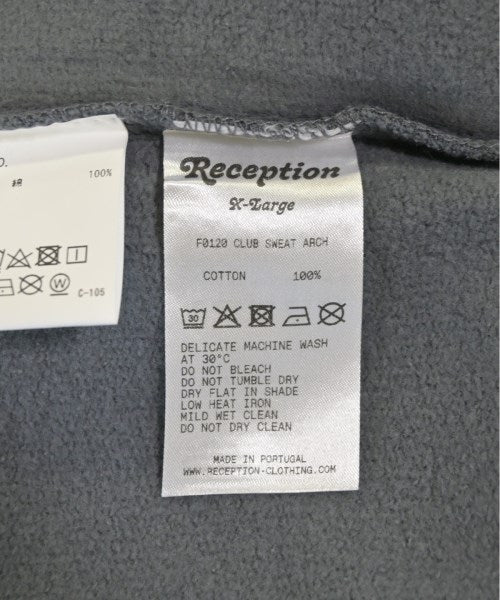 Reception
X-Large
F0120 CLUB SWEAT ARCH
COTTON 100%
30
DELICATE MACHINE WASH
AT 30°C
DO NOT BLEACH
DO NOT TUMBLE DRY
DRY FLAT IN SHADE
LOW HEAT IRON
MILD WET CLEAN
DO NOT DRY CLEAN
MADE IN PORTUGAL
WWW.RECEPTION-CLOTHING.COM
綿 100%
W
C-105